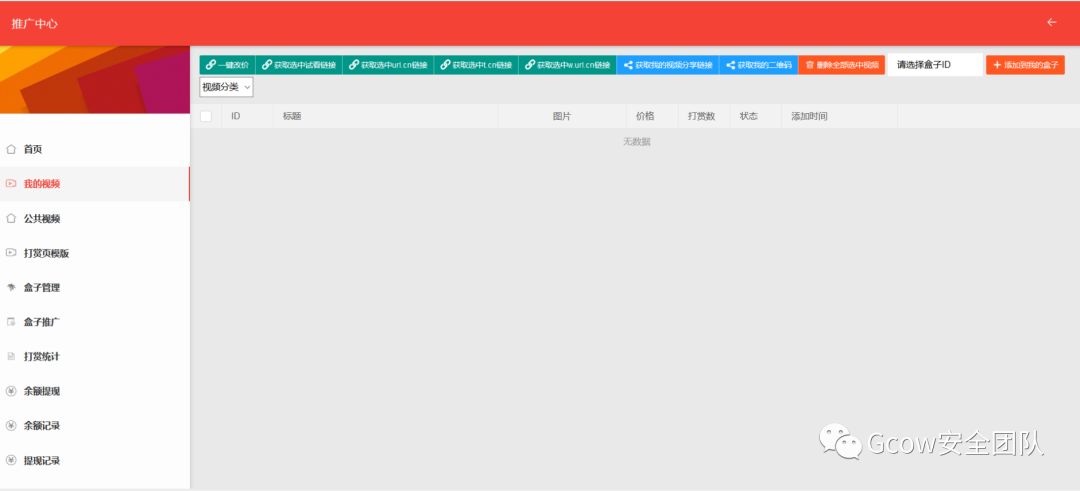 推广中心
一键改价 获取选中试看链接 获取选中url.cn链接 获取选中t.cn链接 获取选中w.url.cn链接 获取我的视频分享链接 获取我的二维码 删除全部选中视频 请选择盒子ID 添加到我的盒子
视频分类
ID 标题 图片 价格 打赏数 状态 添加时间
无数据
首页
我的视频
公共视频
打赏页模版
盒子管理
盒子推广
打赏统计
余额提现
余额记录
提现记录
Gcow安全团队